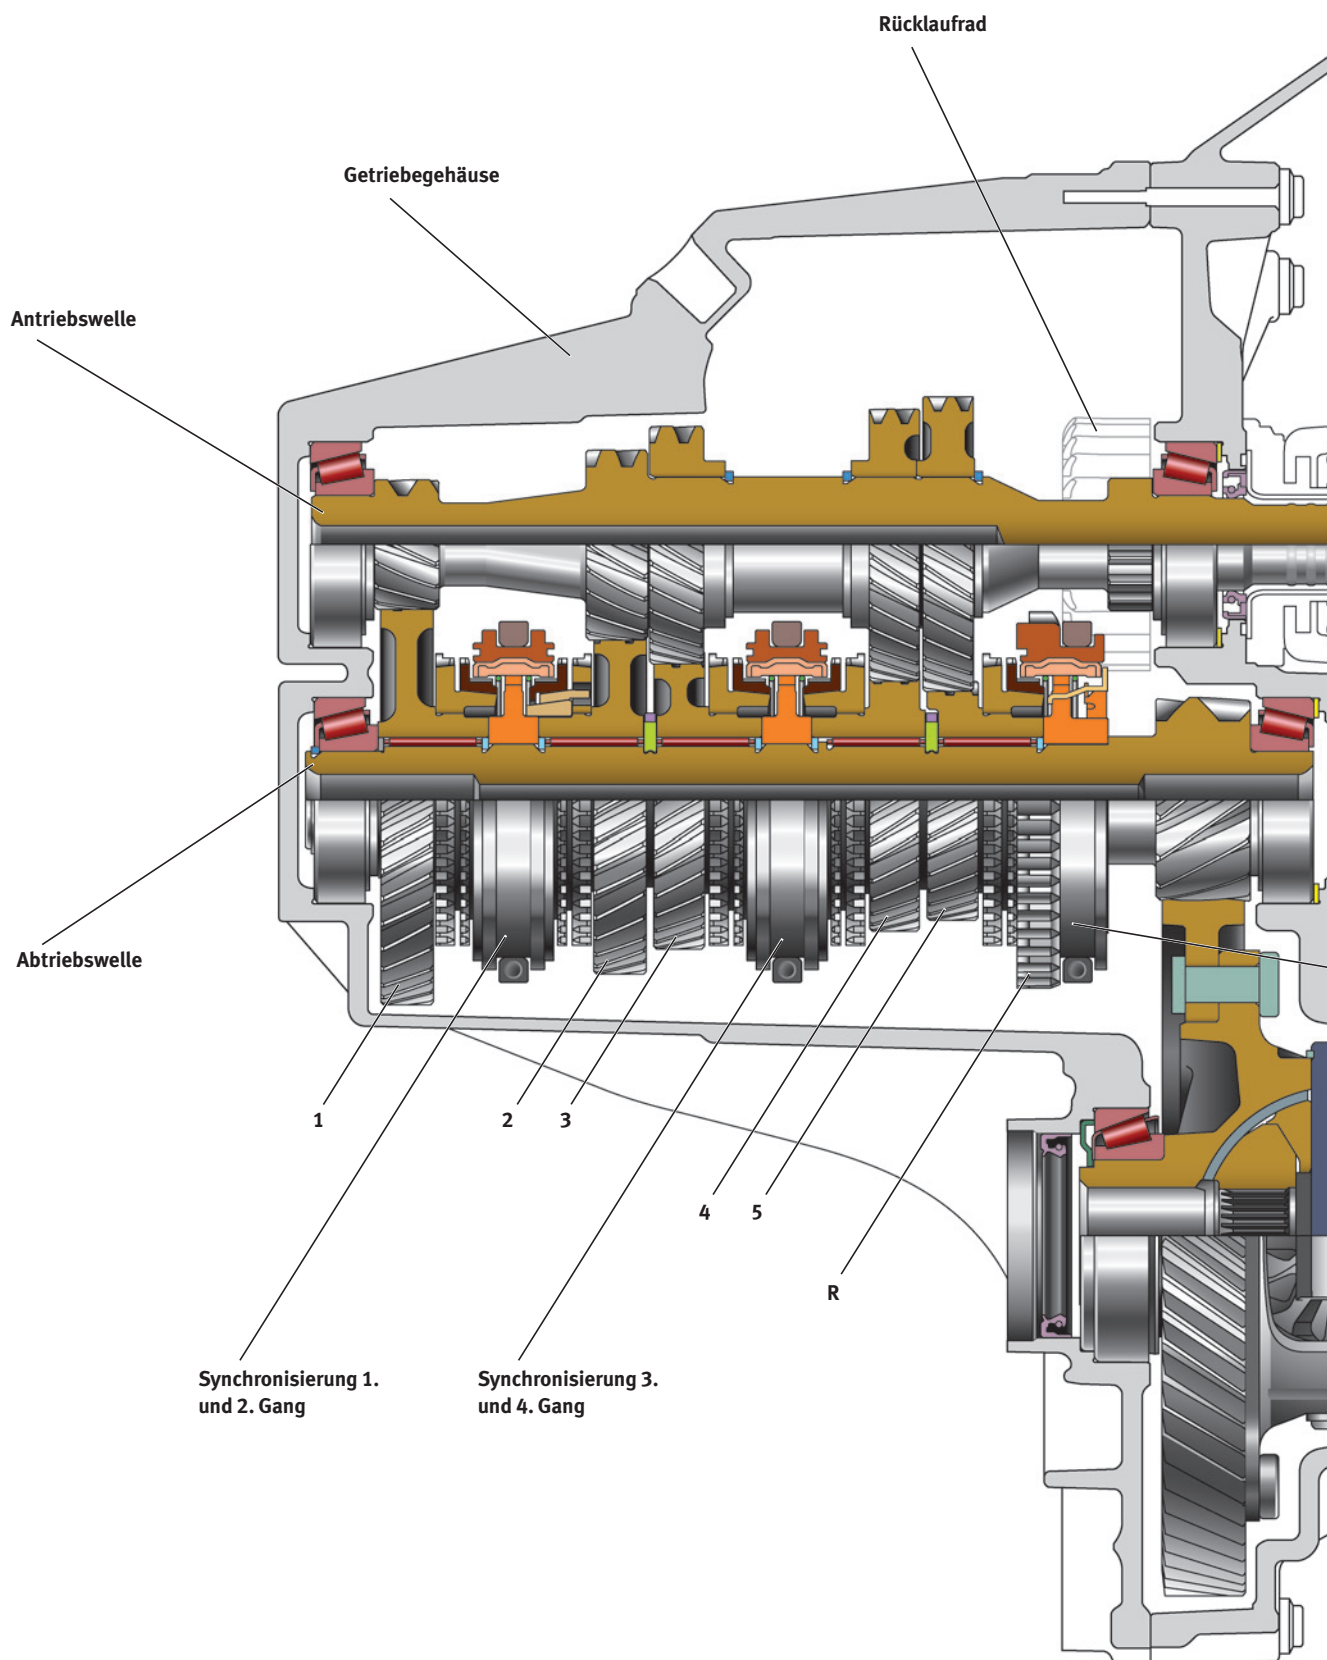 Rücklaufrad
Getriebegehäuse
Antriebswelle
Abtriebswelle
1
2
3
4
5
R
Synchronisierung 1.
und 2. Gang
Synchronisierung 3.
und 4. Gang